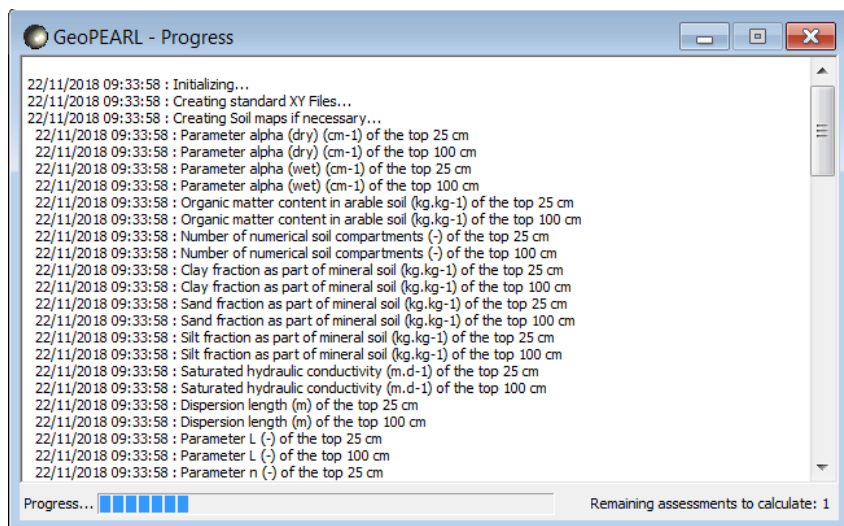 GeoPEARL - Progress
22/11/2018 09:33:58 : Initializing...
22/11/2018 09:33:58 : Creating standard XY Files...
22/11/2018 09:33:58 : Creating Soil maps if necessary...
22/11/2018 09:33:58 : Parameter alpha (dry) (cm-1) of the top 25 cm
22/11/2018 09:33:58 : Parameter alpha (dry) (cm-1) of the top 100 cm
22/11/2018 09:33:58 : Parameter alpha (wet) (cm-1) of the top 25 cm
22/11/2018 09:33:58 : Parameter alpha (wet) (cm-1) of the top 100 cm
22/11/2018 09:33:58 : Organic matter content in arable soil (kg.kg-1) of the top 25 cm
22/11/2018 09:33:58 : Organic matter content in arable soil (kg.kg-1) of the top 100 cm
22/11/2018 09:33:58 : Number of numerical soil compartments (-) of the top 25 cm
22/11/2018 09:33:58 : Number of numerical soil compartments (-) of the top 100 cm
22/11/2018 09:33:58 : Clay fraction as part of mineral soil (kg.kg-1) of the top 25 cm
22/11/2018 09:33:58 : Clay fraction as part of mineral soil (kg.kg-1) of the top 100 cm
22/11/2018 09:33:58 : Sand fraction as part of mineral soil (kg.kg-1) of the top 25 cm
22/11/2018 09:33:58 : Sand fraction as part of mineral soil (kg.kg-1) of the top 100 cm
22/11/2018 09:33:58 : Silt fraction as part of mineral soil (kg.kg-1) of the top 25 cm
22/11/2018 09:33:58 : Silt fraction as part of mineral soil (kg.kg-1) of the top 100 cm
22/11/2018 09:33:58 : Saturated hydraulic conductivity (m.d-1) of the top 25 cm
22/11/2018 09:33:58 : Saturated hydraulic conductivity (m.d-1) of the top 100 cm
22/11/2018 09:33:58 : Dispersion length (m) of the top 25 cm
22/11/2018 09:33:58 : Dispersion length (m) of the top 100 cm
22/11/2018 09:33:58 : Parameter L (-) of the top 25 cm
22/11/2018 09:33:58 : Parameter L (-) of the top 100 cm
22/11/2018 09:33:58 : Parameter n (-) of the top 25 cm
Progress... Remaining assessments to calculate: 1